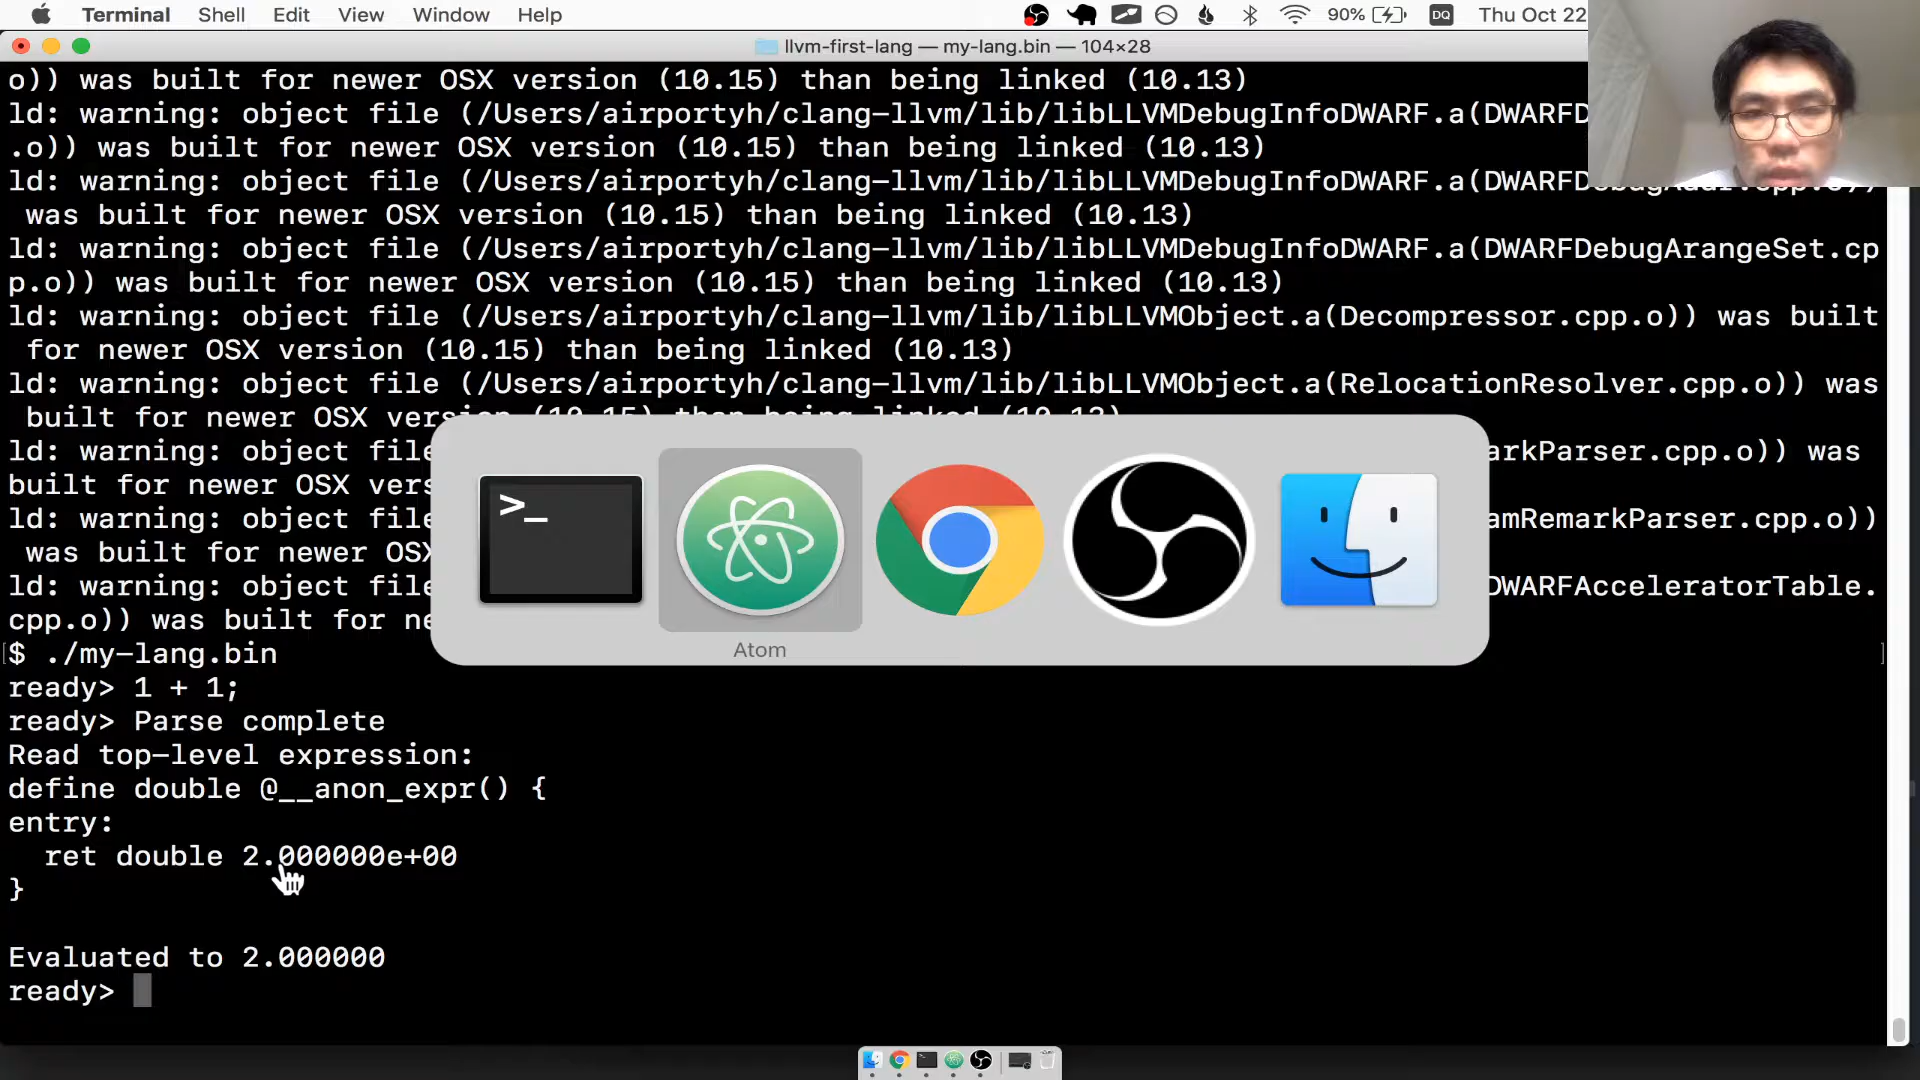 Terminal Shell Edit View Window Help 90% DQ Thu Oct 22
llvm-first-lang — my-lang.bin — 104×28
o)) was built for newer OSX version (10.15) than being linked (10.13)
ld: warning: object file (/Users/airportyh/clang-llvm/lib/libLLVMDebugInfoDWARF.a(DWARFD
.o)) was built for newer OSX version (10.15) than being linked (10.13)
ld: warning: object file (/Users/airportyh/clang-llvm/lib/libLLVMDebugInfoDWARF.a(DWARFDebugAddr.cpp.o))
was built for newer OSX version (10.15) than being linked (10.13)
ld: warning: object file (/Users/airportyh/clang-llvm/lib/libLLVMDebugInfoDWARF.a(DWARFDebugArangeSet.cp
p.o)) was built for newer OSX version (10.15) than being linked (10.13)
ld: warning: object file (/Users/airportyh/clang-llvm/lib/libLLVMObject.a(Decompressor.cpp.o)) was built
for newer OSX version (10.15) than being linked (10.13)
ld: warning: object file (/Users/airportyh/clang-llvm/lib/libLLVMObject.a(RelocationResolver.cpp.o)) was
built for newer OSX version (10.15) than being linked (10.13)
ld: warning: object file arkParser.cpp.o)) was
built for newer OSX vers
ld: warning: object file amRemarkParser.cpp.o))
was built for newer OSX
ld: warning: object file DWARFAcceleratorTable.
cpp.o)) was built for ne
$ ./my-lang.bin
ready> 1 + 1;
ready> Parse complete
Read top-level expression:
define double @__anon_expr() {
entry:
ret double 2.000000e+00
}
Evaluated to 2.000000
ready>
>_
Atom